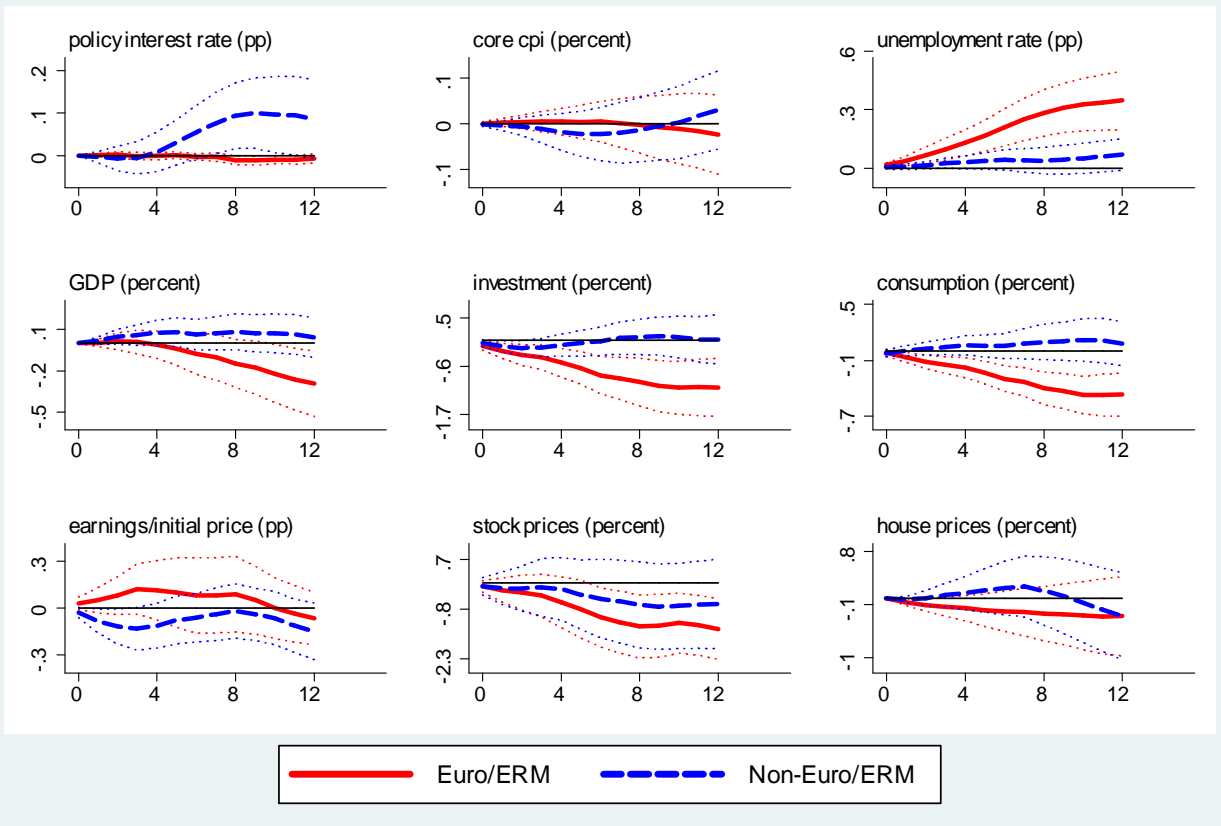 policy interest rate (pp)
.2
.1
0
0 4 8 12
core cpi (percent)
.1
0
-.1
0 4 8 12
unemployment rate (pp)
.6
.3
0
0 4 8 12
GDP (percent)
.1
-.2
-.5
0 4 8 12
investment (percent)
.5
-.6
-1.7
0 4 8 12
consumption (percent)
.5
-.1
-.7
0 4 8 12
earnings/initial price (pp)
.3
0
-.3
0 4 8 12
stock prices (percent)
.7
-.8
-2.3
0 4 8 12
house prices (percent)
.8
-.1
-1
0 4 8 12
Euro/ERM
Non-Euro/ERM